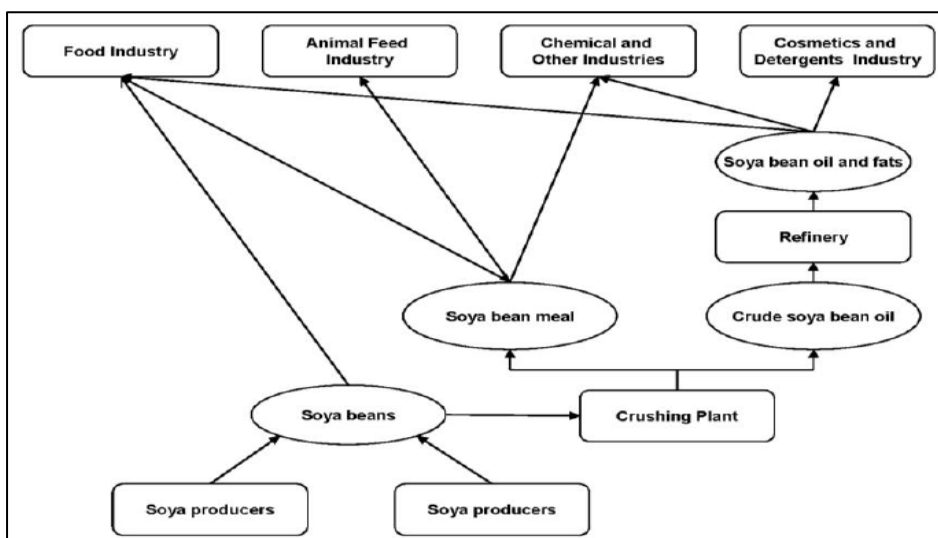 Food Industry
Animal Feed
Industry
Chemical and
Other Industries
Cosmetics and
Detergents Industry
Soya bean oil and fats
Refinery
Soya bean meal
Crude soya bean oil
Soya beans
Crushing Plant
Soya producers
Soya producers